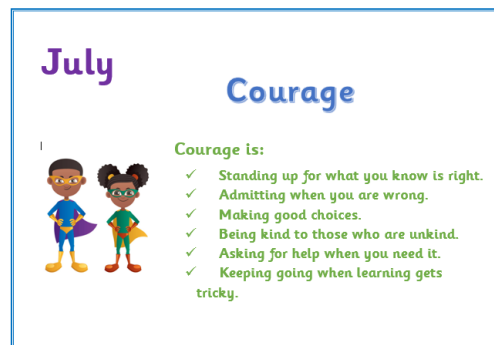 July
Courage
Courage is:
✓ Standing up for what you know is right.
✓ Admitting when you are wrong.
✓ Making good choices.
✓ Being kind to those who are unkind.
✓ Asking for help when you need it.
✓ Keeping going when learning gets
tricky.